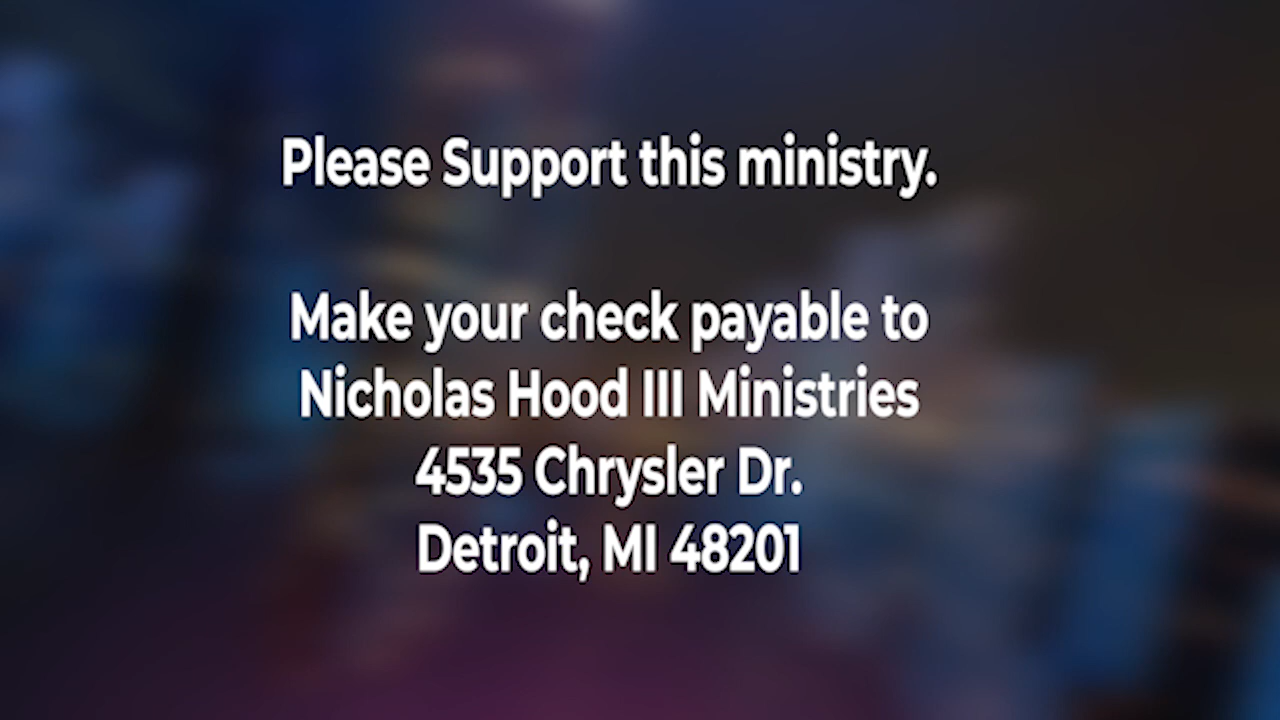 Please Support this ministry.
Make your check payable to
Nicholas Hood III Ministries
4535 Chrysler Dr.
Detroit, MI 48201